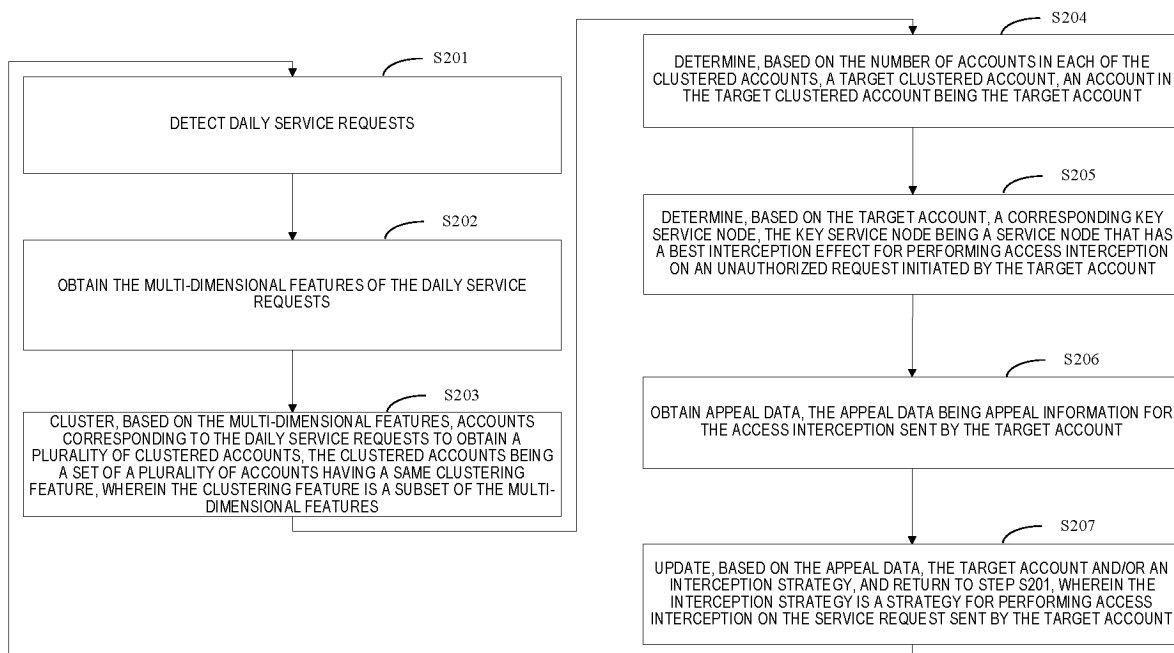 S201
DETECT DAILY SERVICE REQUESTS
S202
OBTAIN THE MULTI-DIMENSIONAL FEATURES OF THE DAILY SERVICE
REQUESTS
S203
CLUSTER, BASED ON THE MULTI-DIMENSIONAL FEATURES, ACCOUNTS
CORRESPONDING TO THE DAILY SERVICE REQUESTS TO OBTAIN A
PLURALITY OF CLUSTERED ACCOUNTS, THE CLUSTERED ACCOUNTS BEING
A SET OF A PLURALITY OF ACCOUNTS HAVING A SAME CLUSTERING
FEATURE, WHEREIN THE CLUSTERING FEATURE IS A SUBSET OF THE MULTI-
DIMENSIONAL FEATURES
S204
DETERMINE, BASED ON THE NUMBER OF ACCOUNTS IN EACH OF THE
CLUSTERED ACCOUNTS, A TARGET CLUSTERED ACCOUNT, AN ACCOUNT IN
THE TARGET CLUSTERED ACCOUNT BEING THE TARGET ACCOUNT
S205
DETERMINE, BASED ON THE TARGET ACCOUNT, A CORRESPONDING KEY
SERVICE NODE, THE KEY SERVICE NODE BEING A SERVICE NODE THAT HAS
A BEST INTERCEPTION EFFECT FOR PERFORMING ACCESS INTERCEPTION
ON AN UNAUTHORIZED REQUEST INITIATED BY THE TARGET ACCOUNT
S206
OBTAIN APPEAL DATA, THE APPEAL DATA BEING APPEAL INFORMATION FOR
THE ACCESS INTERCEPTION SENT BY THE TARGET ACCOUNT
S207
UPDATE, BASED ON THE APPEAL DATA, THE TARGET ACCOUNT AND/OR AN
INTERCEPTION STRATEGY, AND RETURN TO STEP S201, WHEREIN THE
INTERCEPTION STRATEGY IS A STRATEGY FOR PERFORMING ACCESS
INTERCEPTION ON THE SERVICE REQUEST SENT BY THE TARGET ACCOUNT